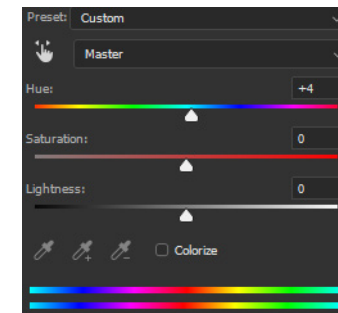 Preset: Custom
Master
Hue: +4
Saturation: 0
Lightness: 0
Colorize